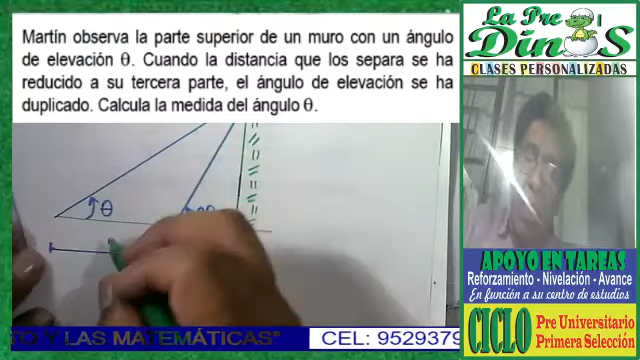 Martín observa la parte superior de un muro con un ángulo
de elevación θ. Cuando la distancia que los separa se ha
reducido a su tercera parte, el ángulo de elevación se ha
duplicado. Calcula la medida del ángulo θ.
θ
2θ
Y LAS MATEMÁTICAS" CEL: 9529379
La Pre
DinoS
CLASES PERSONALIZADAS
APOYO EN TAREAS
Reforzamiento - Nivelación - Avance
En función a su centro de estudios
CICLO Pre Universitario
Primera Selección